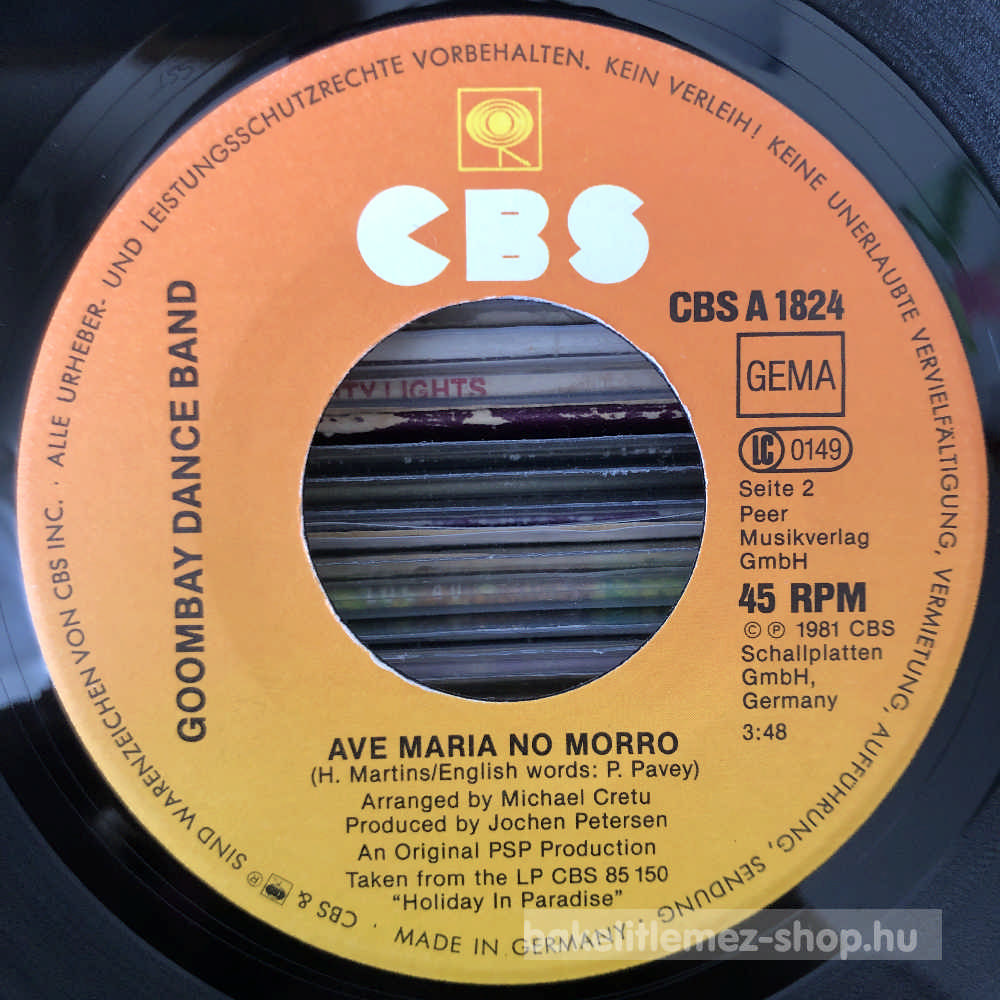 ALLE URHEBER- UND LEISTUNGSSCHUTZRECHTE VORBEHALTEN. KEIN VERLEIH! KEINE UNERLAUBTE VERVIELFÄLTIGUNG, VERMIETUNG, AUFFÜHRUNG, SENDUNG,
CBS
GOOMBAY DANCE BAND
CBS A 1824
GEMA
LC 0149
Seite 2
Peer
Musikverlag
GmbH
45 RPM
© ℗ 1981 CBS
Schallplatten
GmbH,
Germany
3:48
TY LIGHTS
AVE MARIA NO MORRO
(H. Martins/English words: P. Pavey)
Arranged by Michael Cretu
Produced by Jochen Petersen
An Original PSP Production
Taken from the LP CBS 85 150
“Holiday In Paradise”
CBS & ® SIND WARENZEICHEN VON CBS INC. ·
· MADE IN GERMANY ·
bakelitlemez-shop.hu